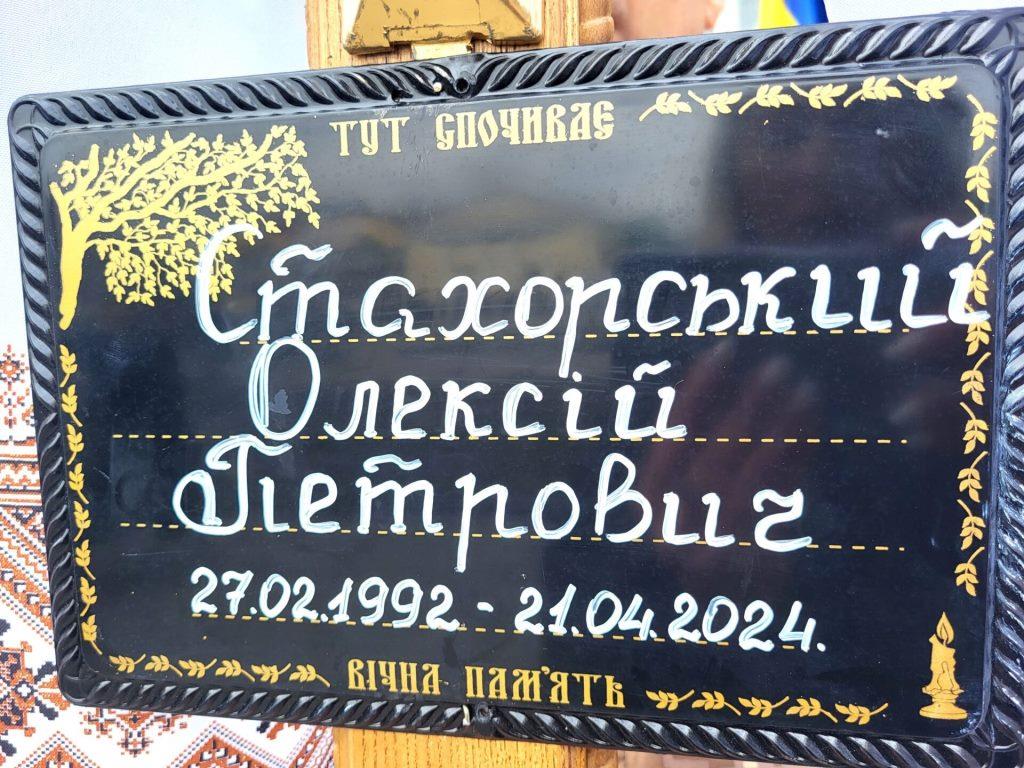 ТУТ СПОЧИВАЄ
Стахорський
Олексій
Петрович
27.02.1992 - 21.04.2024.
ВІЧНА ПАМ'ЯТЬ